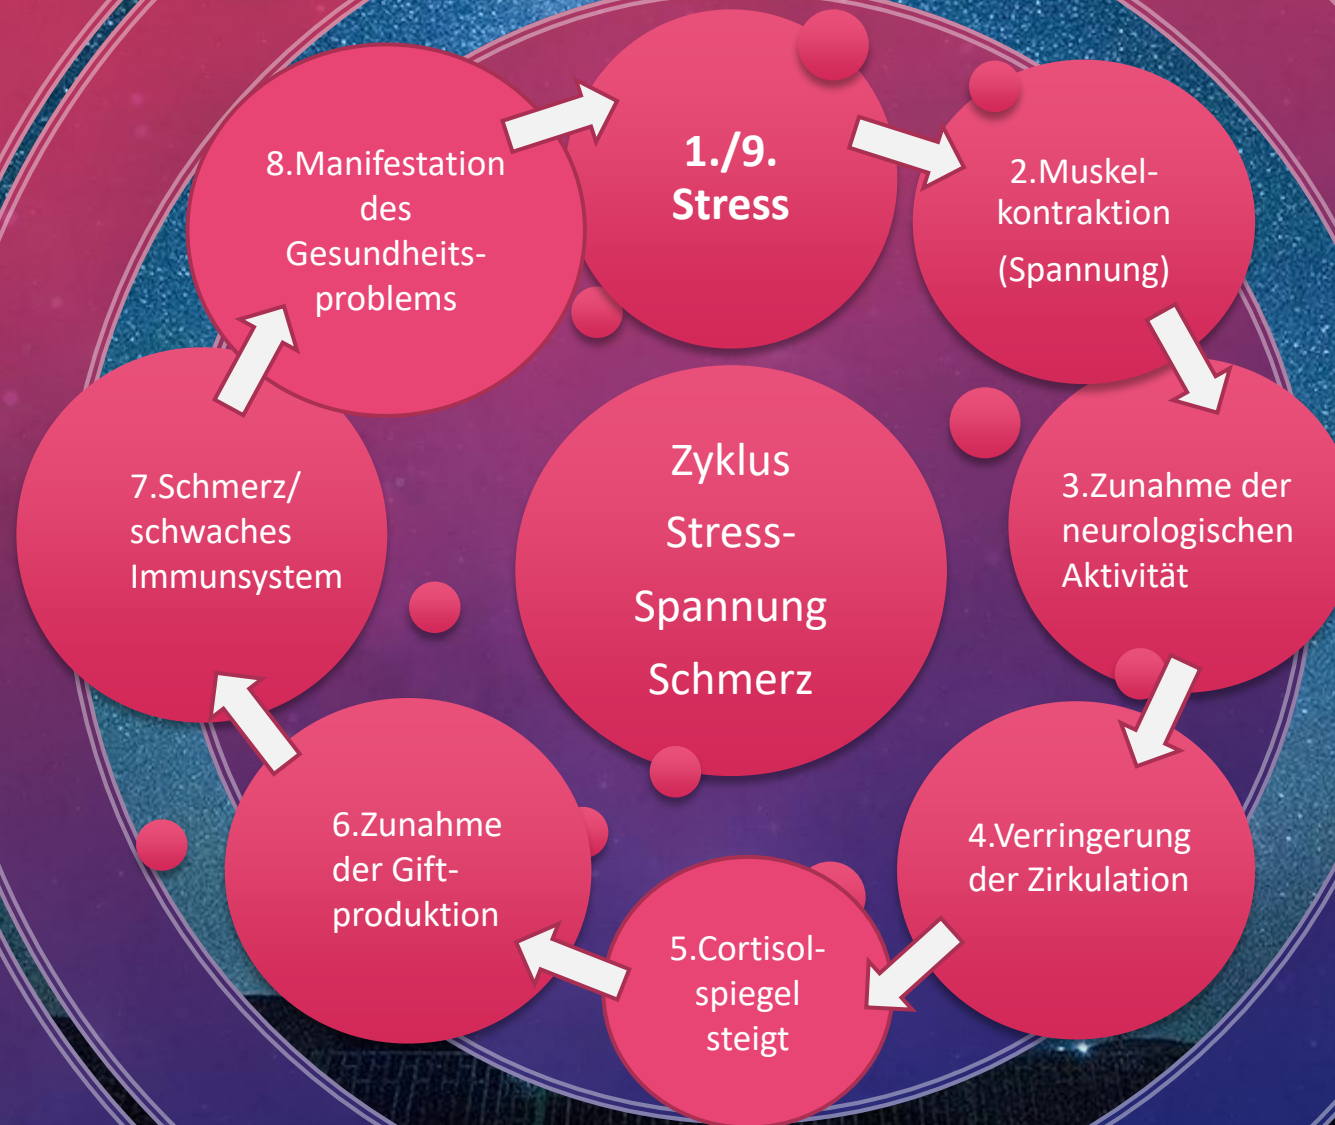 1./9.
Stress
2.Muskel-
kontraktion
(Spannung)
3.Zunahme der
neurologischen
Aktivität
4.Verringerung
der Zirkulation
5.Cortisol-
spiegel
steigt
6.Zunahme
der Gift-
produktion
7.Schmerz/
schwaches
Immunsystem
8.Manifestation
des
Gesundheits-
problems
Zyklus
Stress-
Spannung
Schmerz